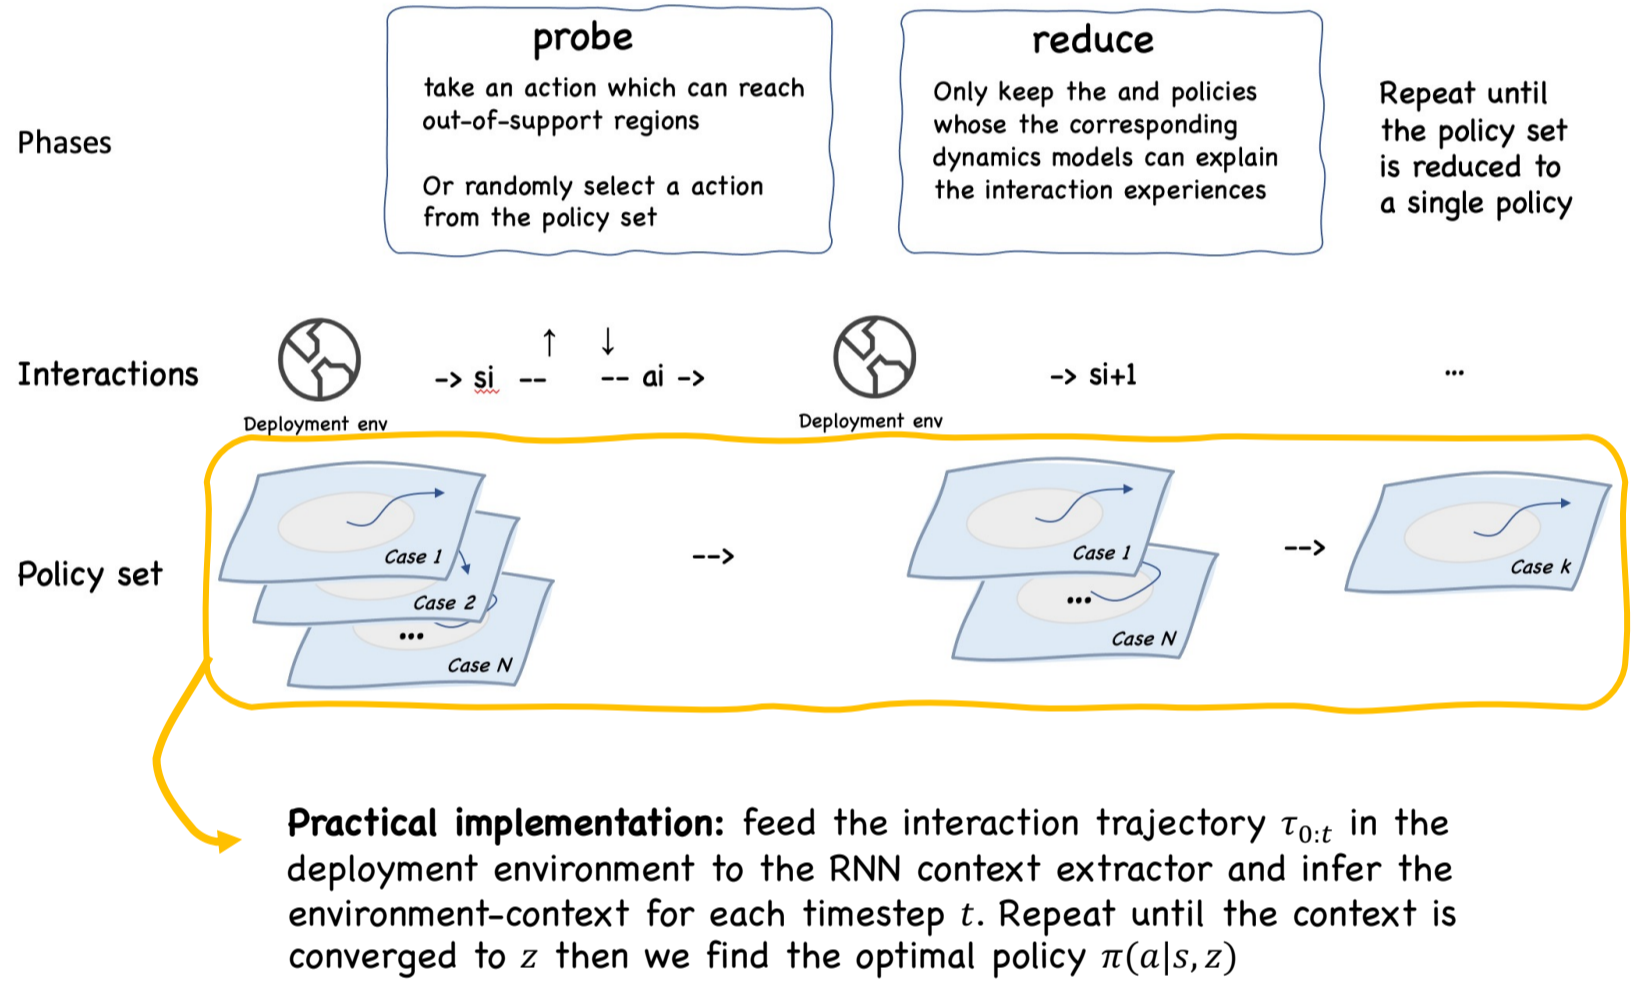 probe
take an action which can reach
out-of-support regions
Or randomly select a action
from the policy set
reduce
Only keep the and policies
whose the corresponding
dynamics models can explain
the interaction experiences
Repeat until
the policy set
is reduced to
a single policy
Phases
Interactions
Deployment env
-> si --
↑ ↓
-- ai ->
Deployment env
-> si+1
...
Policy set
Case 1
Case 2
...
Case N
-->
Case 1
...
Case N
-->
Case k
Practical implementation: feed the interaction trajectory τ0:t in the
deployment environment to the RNN context extractor and infer the
environment-context for each timestep t. Repeat until the context is
converged to z then we find the optimal policy π(a|s, z)